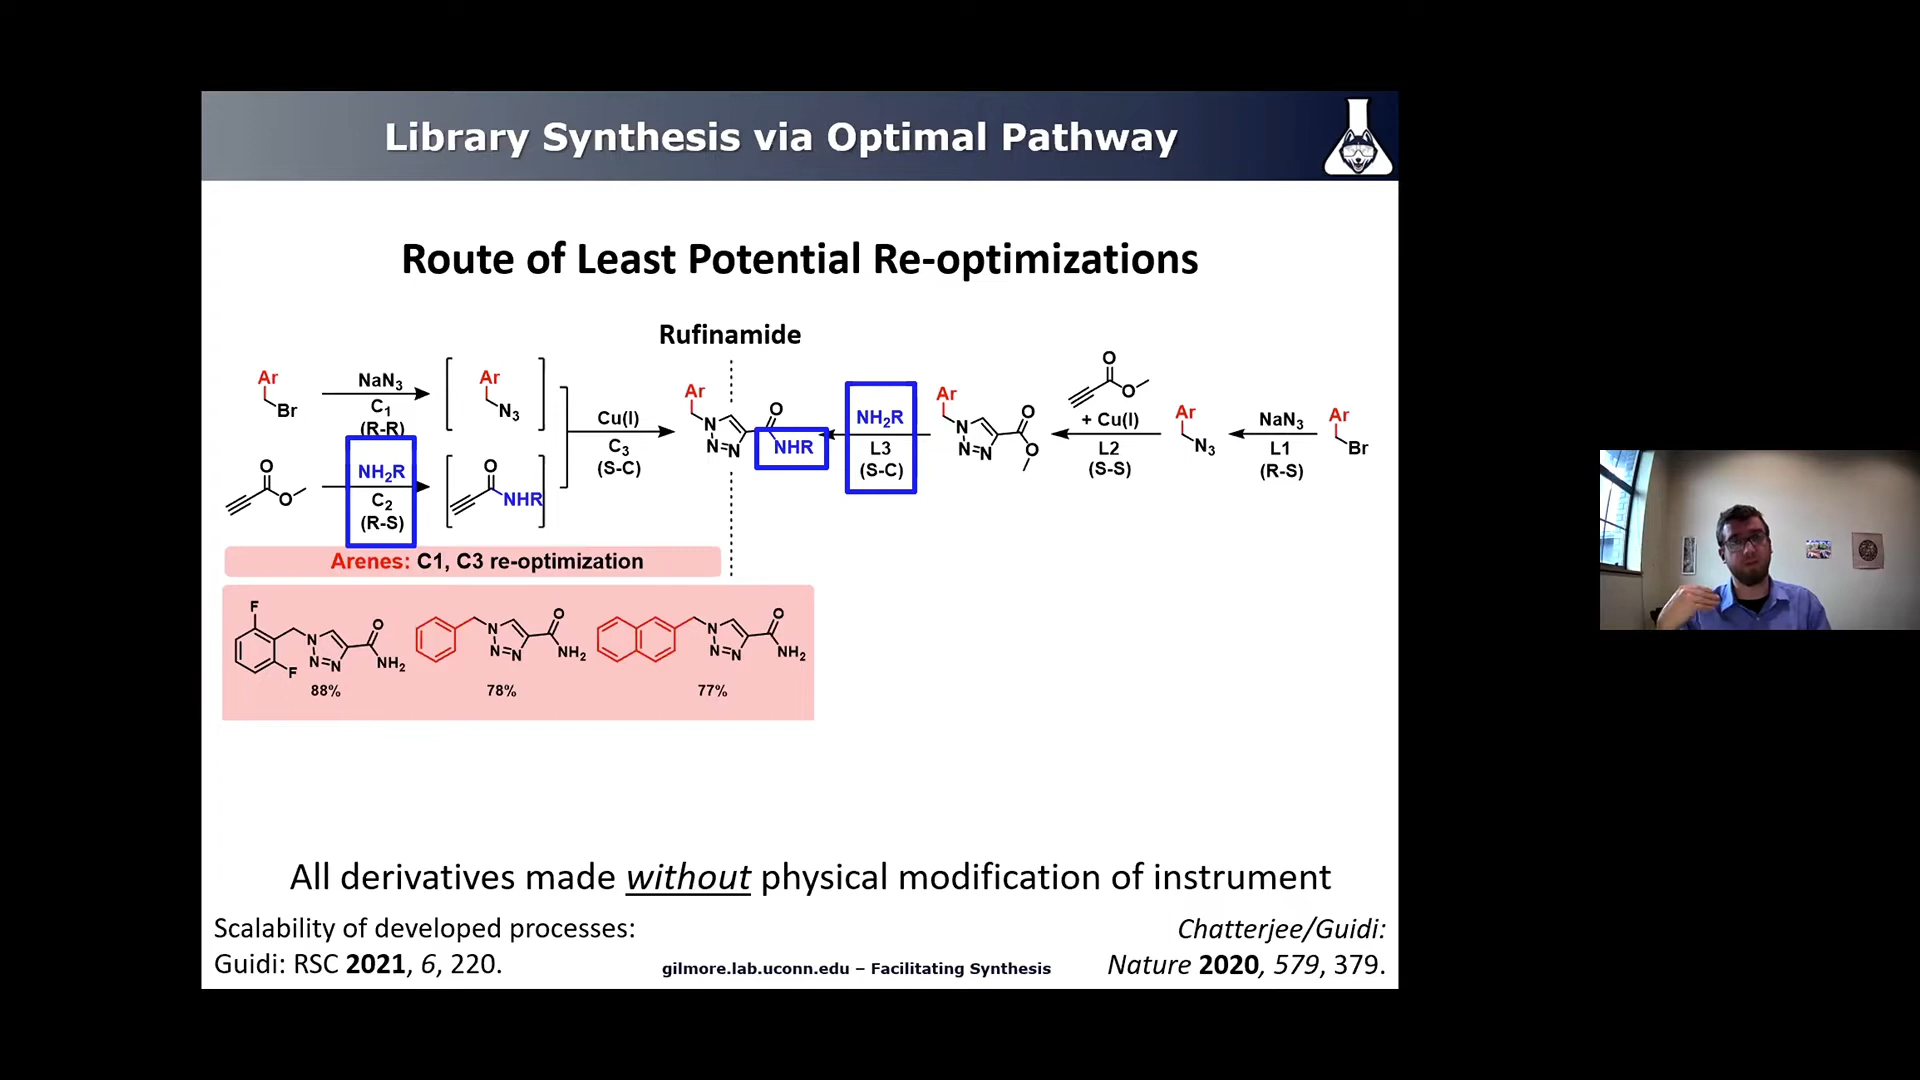 Library Synthesis via Optimal Pathway
Route of Least Potential Re-optimizations
Rufinamide
Ar
Br
NaN3
C1
(R-R)
Ar
N3
O
O
NH2R
C2
(R-S)
O
NHR
Cu(I)
C3
(S-C)
Ar
N
N=N
O
NHR
NH2R
L3
(S-C)
Ar
N
N=N
O
O
O
O
+ Cu(I)
L2
(S-S)
Ar
N3
NaN3
L1
(R-S)
Ar
Br
Arenes: C1, C3 re-optimization
F
F
N
N=N
O
NH2
88%
N
N=N
O
NH2
78%
N
N=N
O
NH2
77%
All derivatives made without physical modification of instrument
Scalability of developed processes:
Guidi: RSC 2021, 6, 220.
gilmore.lab.uconn.edu – Facilitating Synthesis
Chatterjee/Guidi:
Nature 2020, 579, 379.